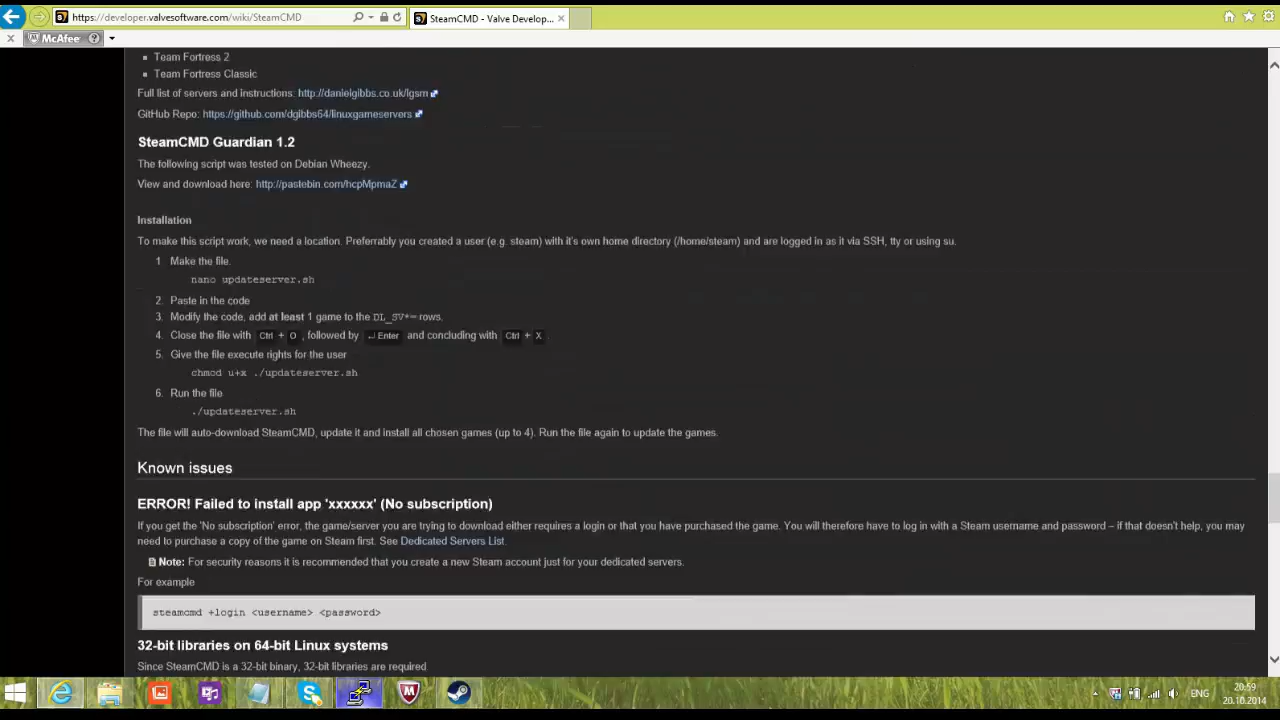 https://developer.valvesoftware.com/wiki/SteamCMD
SteamCMD - Valve Develop...
McAfee
Team Fortress 2
Team Fortress Classic
Full list of servers and instructions: http://danielgibbs.co.uk/lgsm
GitHub Repo: https://github.com/dgibbs64/linuxgameservers
SteamCMD Guardian 1.2
The following script was tested on Debian Wheezy.
View and download here: http://pastebin.com/hcpMpmaZ
Installation
To make this script work, we need a location. Preferrably you created a user (e.g. steam) with it's own home directory (/home/steam) and are logged in as it via SSH, tty or using su.
1 Make the file.
nano updateserver.sh
2. Paste in the code
3. Modify the code, add at least 1 game to the DL_SV*= rows.
4. Close the file with Ctrl + O , followed by ↵ Enter and concluding with Ctrl + X .
5. Give the file execute rights for the user
chmod u+x ./updateserver.sh
6. Run the file
./updateserver.sh
The file will auto-download SteamCMD, update it and install all chosen games (up to 4). Run the file again to update the games.
Known issues
ERROR! Failed to install app 'xxxxxx' (No subscription)
If you get the 'No subscription' error, the game/server you are trying to download either requires a login or that you have purchased the game. You will therefore have to log in with a Steam username and password – if that doesn't help, you may
need to purchase a copy of the game on Steam first. See Dedicated Servers List.
Note: For security reasons it is recommended that you create a new Steam account just for your dedicated servers.
For example
steamcmd +login <username> <password>
32-bit libraries on 64-bit Linux systems
Since SteamCMD is a 32-bit binary, 32-bit libraries are required
ENG
20:59
20.10.2014